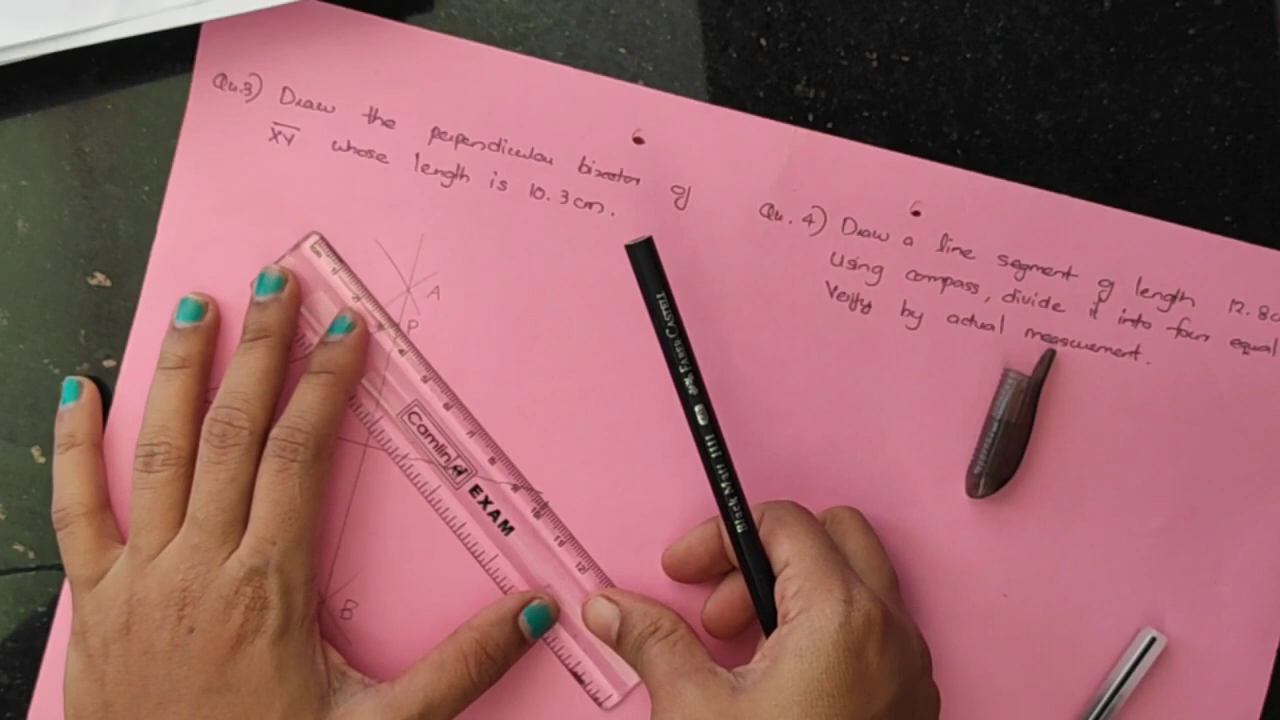 Qu.3) Draw the perpendicular bisector of
XY whose length is 10.3 cm.
Qu. 4) Draw a line segment of length 12.8c
Using compass, divide it into four equal
Verify by actual measurement.
A
P
B
Camlin
EXAM
Black Matt
FABER CASTELL